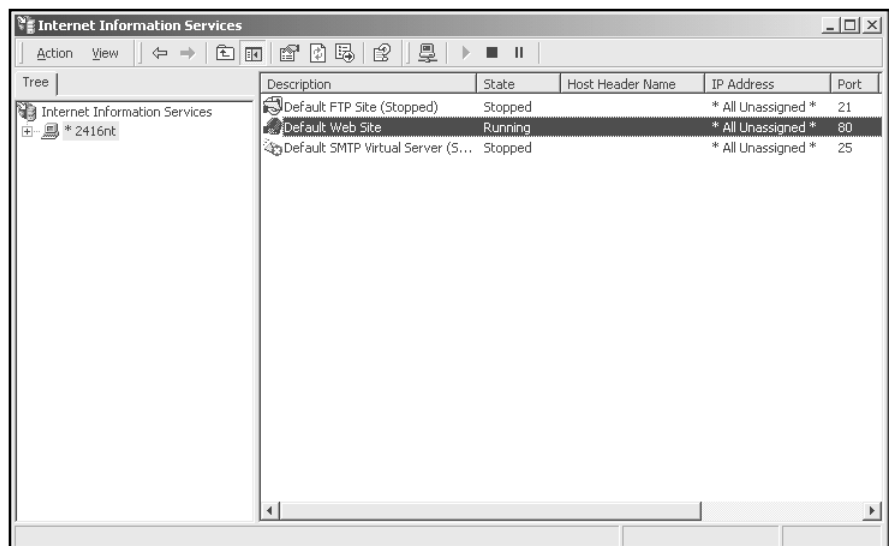 Internet Information Services
Action View
Tree
Description State Host Header Name IP Address Port
Internet Information Services
* 2416nt
Default FTP Site (Stopped) Stopped * All Unassigned * 21
Default Web Site Running * All Unassigned * 80
Default SMTP Virtual Server (S... Stopped * All Unassigned * 25